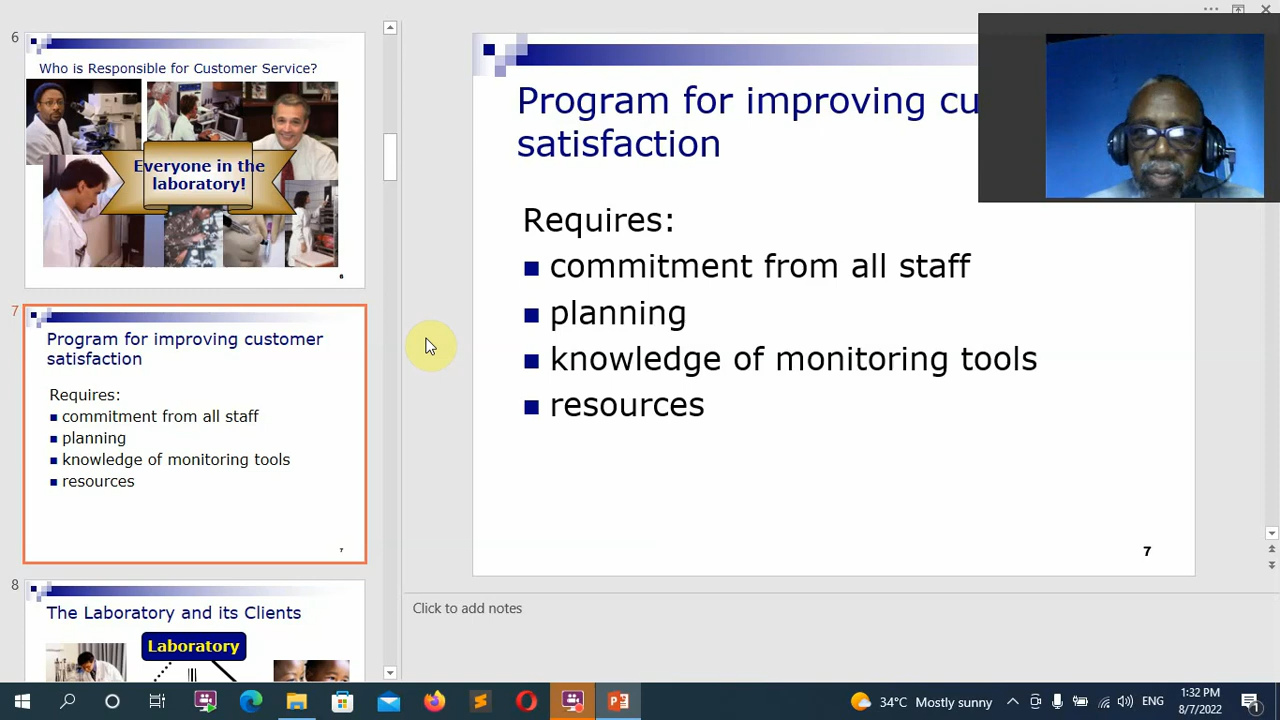 6
Who is Responsible for Customer Service?
Everyone in the
laboratory!
6
7
Program for improving customer
satisfaction
Requires:
commitment from all staff
planning
knowledge of monitoring tools
resources
7
8
The Laboratory and its Clients
Laboratory
Program for improving cu
satisfaction
Requires:
commitment from all staff
planning
knowledge of monitoring tools
resources
7
Click to add notes
34°C Mostly sunny
ENG
1:32 PM
8/7/2022
1